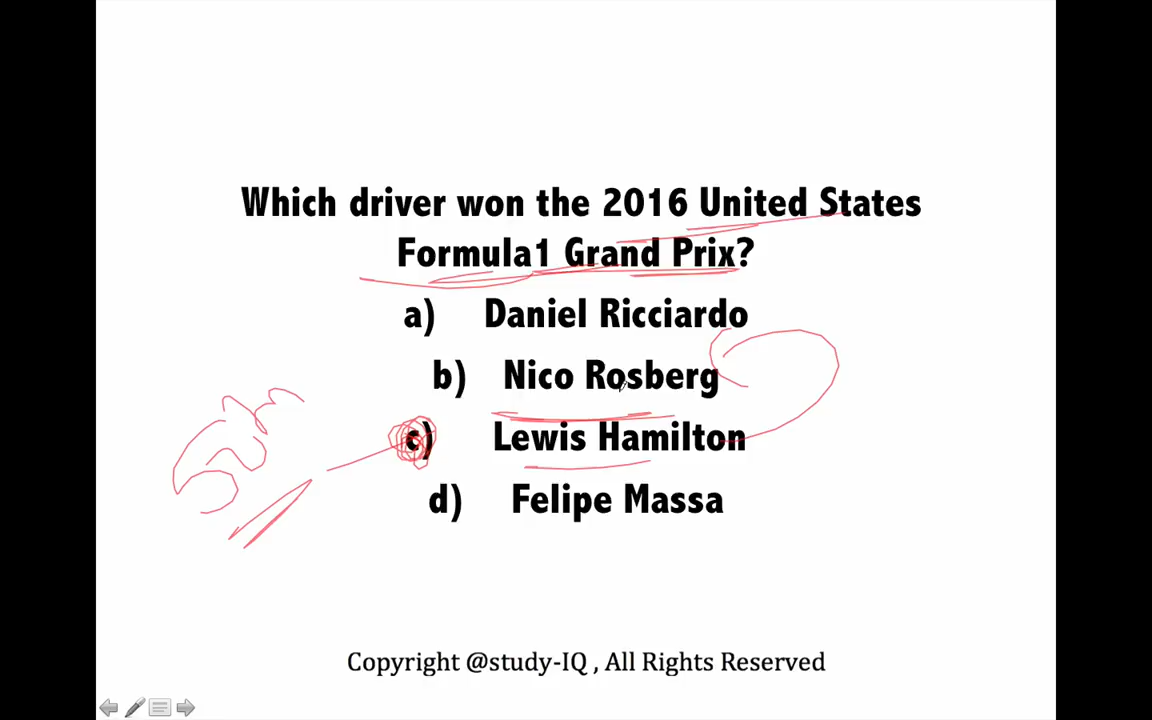 Which driver won the 2016 United States
Formula1 Grand Prix?
a) Daniel Ricciardo
b) Nico Rosberg
c) Lewis Hamilton
d) Felipe Massa
Copyright @study-IQ , All Rights Reserved